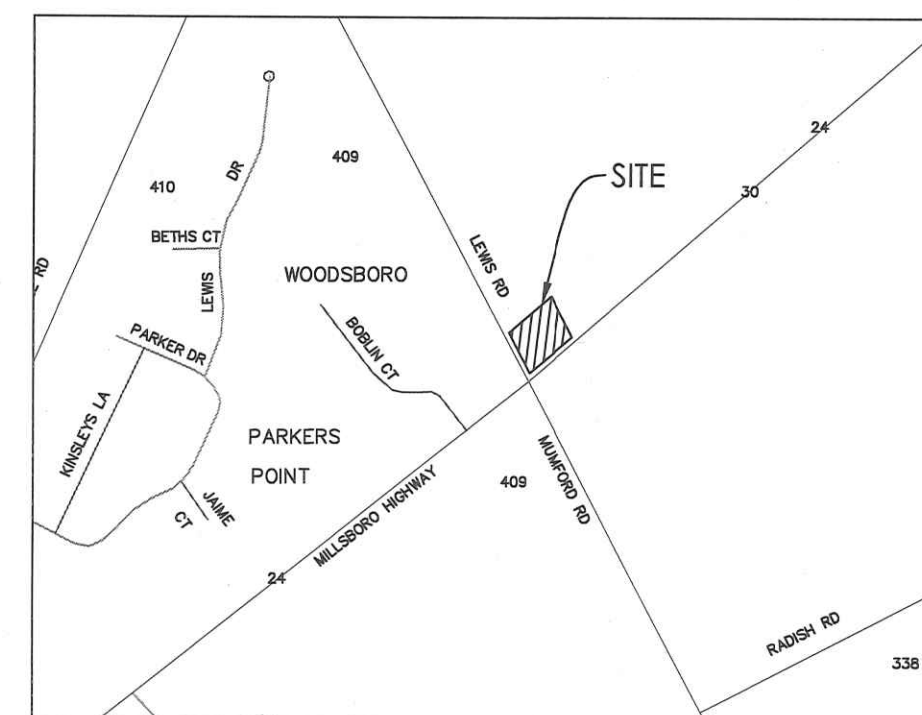 24
SITE
409
30
DR
410
LEWIS RD
BETHS CT
RD
WOODSBORO
LEWIS
BOBLIN CT
PARKER DR
KINSLEYS LA
PARKERS
POINT
MUMFORD RD
MILLSBORO HIGHWAY
409
JAIME
CT
24
RADISH RD
338